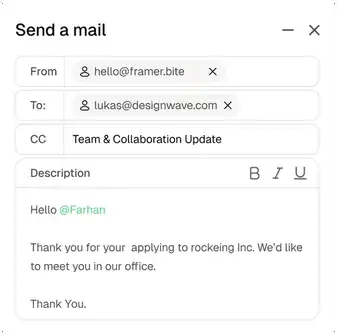 Send a mail
From hello@framer.bite
To: lukas@designwave.com
CC Team & Collaboration Update
Description B I U
Hello @Farhan
Thank you for your applying to rockeing Inc. We'd like
to meet you in our office.
Thank You.